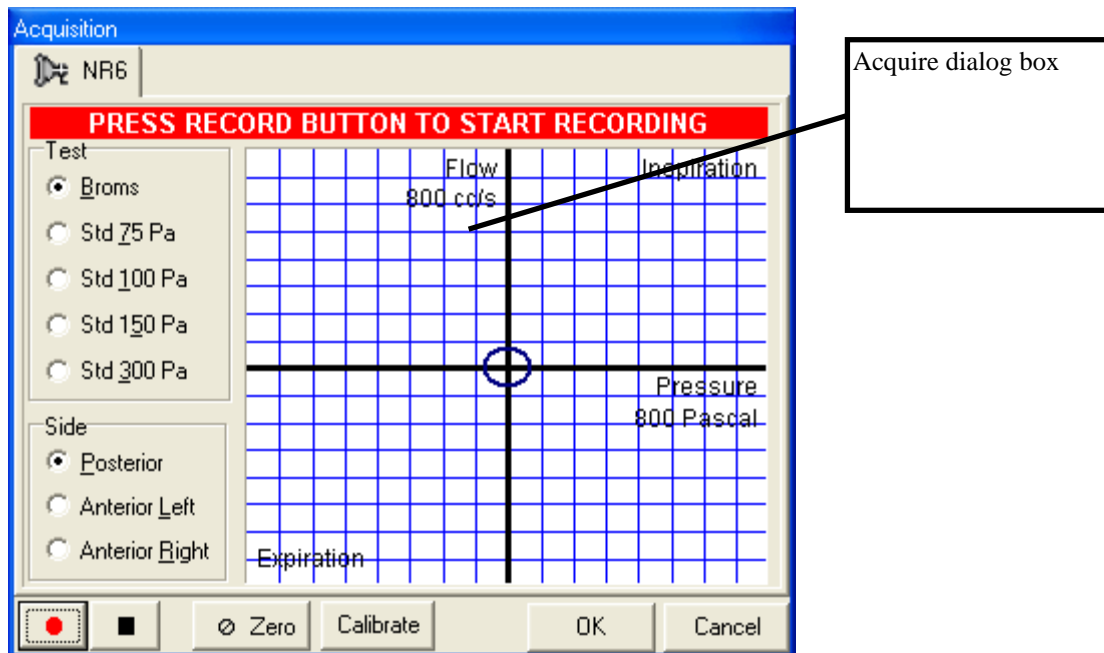 Acquisition
NR6
PRESS RECORD BUTTON TO START RECORDING
Test
Broms
Std 75 Pa
Std 100 Pa
Std 150 Pa
Std 300 Pa
Side
Posterior
Anterior Left
Anterior Right
Flow
800 cc/s
Inspiration
Pressure
800 Pascal
Expiration
Zero
Calibrate
OK
Cancel
Acquire dialog box